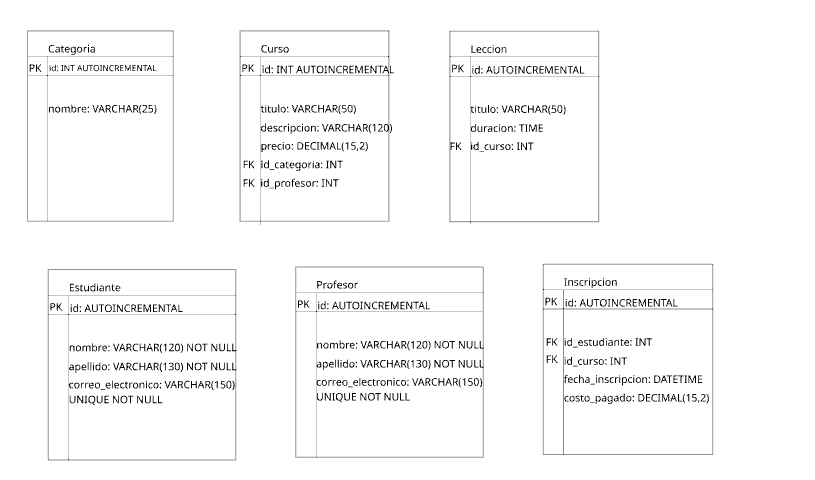 Categoria
PK id: INT AUTOINCREMENTAL
nombre: VARCHAR(25)
Curso
PK id: INT AUTOINCREMENTAL
titulo: VARCHAR(50)
descripcion: VARCHAR(120)
precio: DECIMAL(15,2)
FK id_categoria: INT
FK id_profesor: INT
Leccion
PK id: AUTOINCREMENTAL
titulo: VARCHAR(50)
duracion: TIME
FK id_curso: INT
Estudiante
PK id: AUTOINCREMENTAL
nombre: VARCHAR(120) NOT NULL
apellido: VARCHAR(130) NOT NULL
correo_electronico: VARCHAR(150)
UNIQUE NOT NULL
Profesor
PK id: AUTOINCREMENTAL
nombre: VARCHAR(120) NOT NULL
apellido: VARCHAR(130) NOT NULL
correo_electronico: VARCHAR(150)
UNIQUE NOT NULL
Inscripcion
PK id: AUTOINCREMENTAL
FK id_estudiante: INT
FK id_curso: INT
fecha_inscripcion: DATETIME
costo_pagado: DECIMAL(15,2)